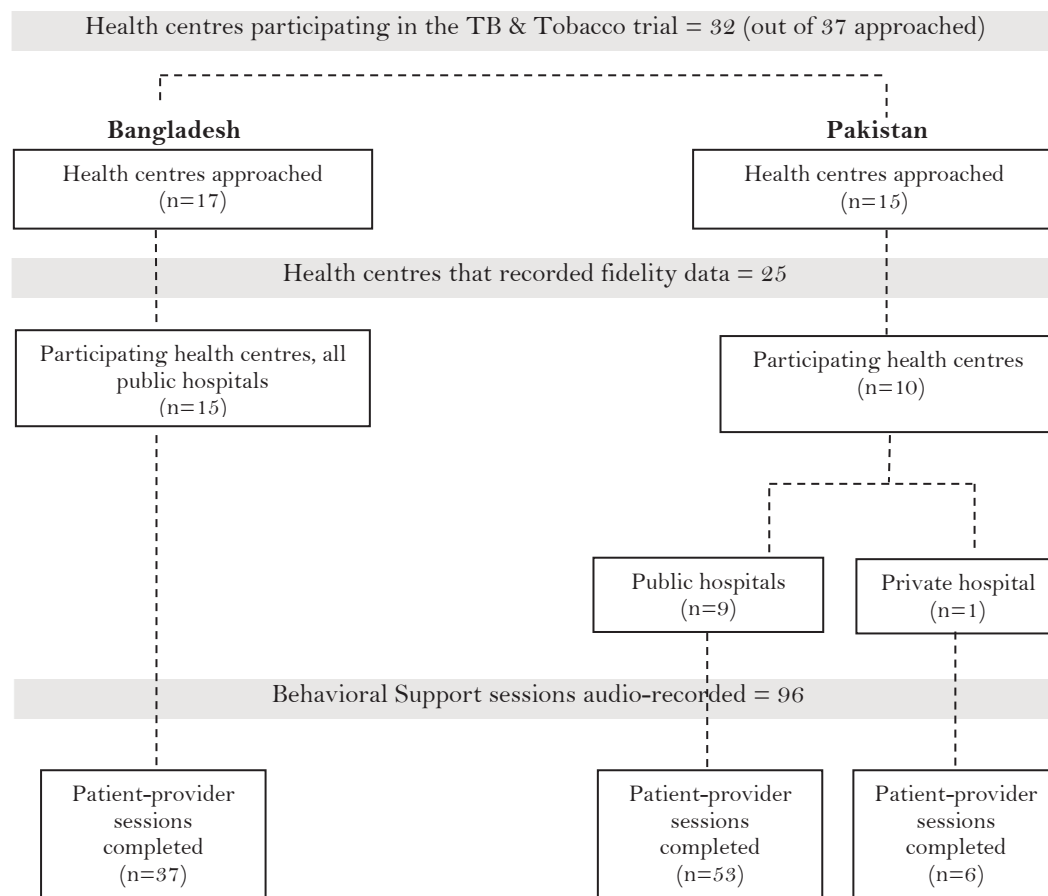 Health centres participating in the TB & Tobacco trial = 32 (out of 37 approached)
Bangladesh
Pakistan
Health centres approached
(n=17)
Health centres approached
(n=15)
Health centres that recorded fidelity data = 25
Participating health centres, all
public hospitals
(n=15)
Participating health centres
(n=10)
Public hospitals
(n=9)
Private hospital
(n=1)
Behavioral Support sessions audio-recorded = 96
Patient-provider
sessions
completed
(n=37)
Patient-provider
sessions
completed
(n=53)
Patient-provider
sessions
completed
(n=6)